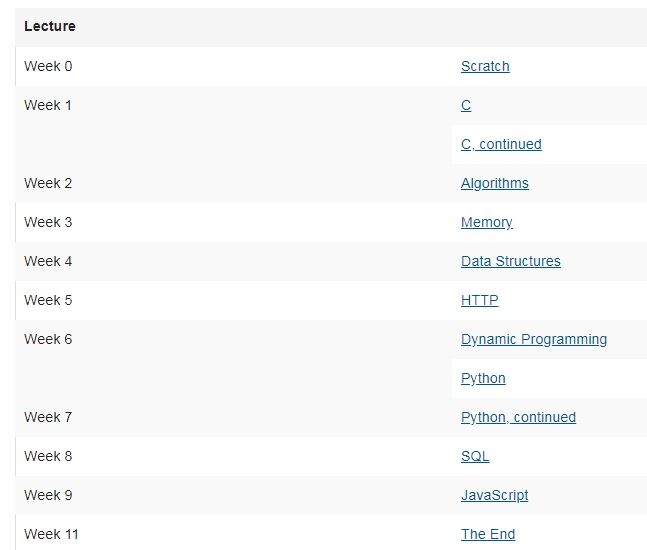 Lecture
Week 0 Scratch
Week 1 C
C, continued
Week 2 Algorithms
Week 3 Memory
Week 4 Data Structures
Week 5 HTTP
Week 6 Dynamic Programming
Python
Week 7 Python, continued
Week 8 SQL
Week 9 JavaScript
Week 11 The End